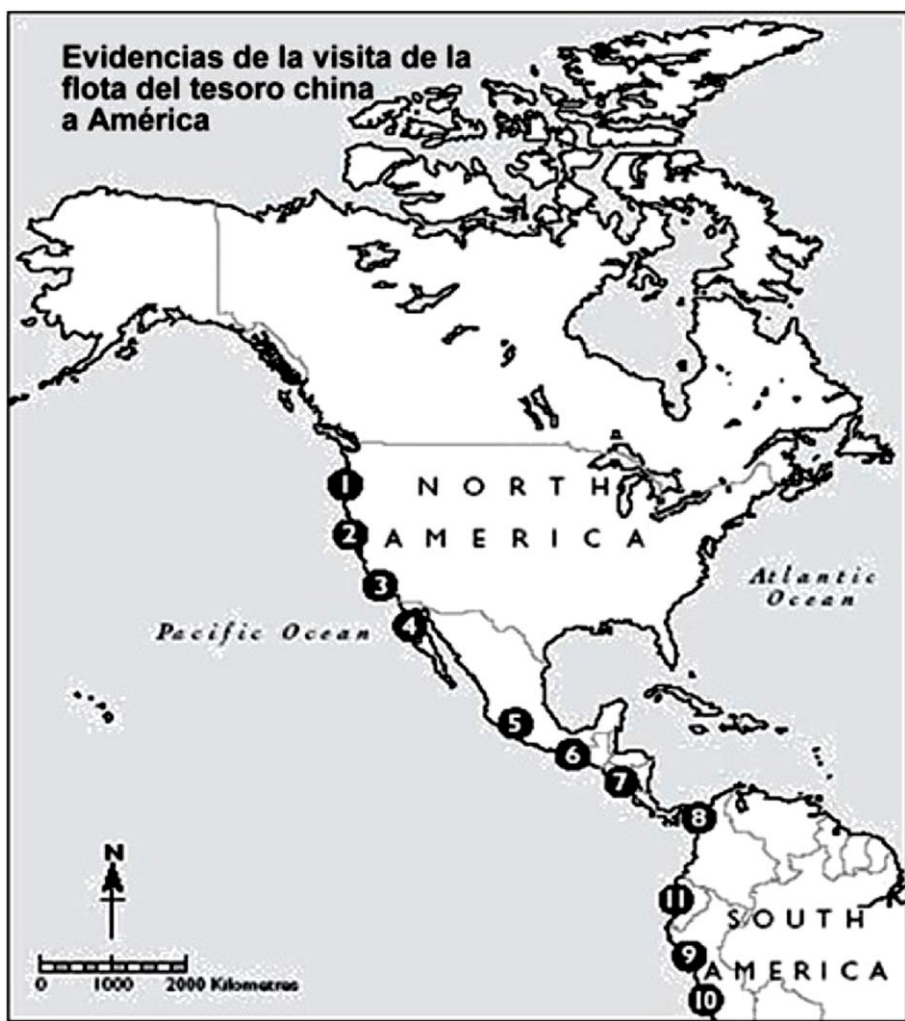 Evidencias de la visita de la
flota del tesoro china
a América
1
NORTH
2
AMERICA
3
Atlantic
Ocean
4
Pacific Ocean
5
6
7
8
11
SOUTH
9
AMERICA
10
N
0 1000 2000 Kilometres